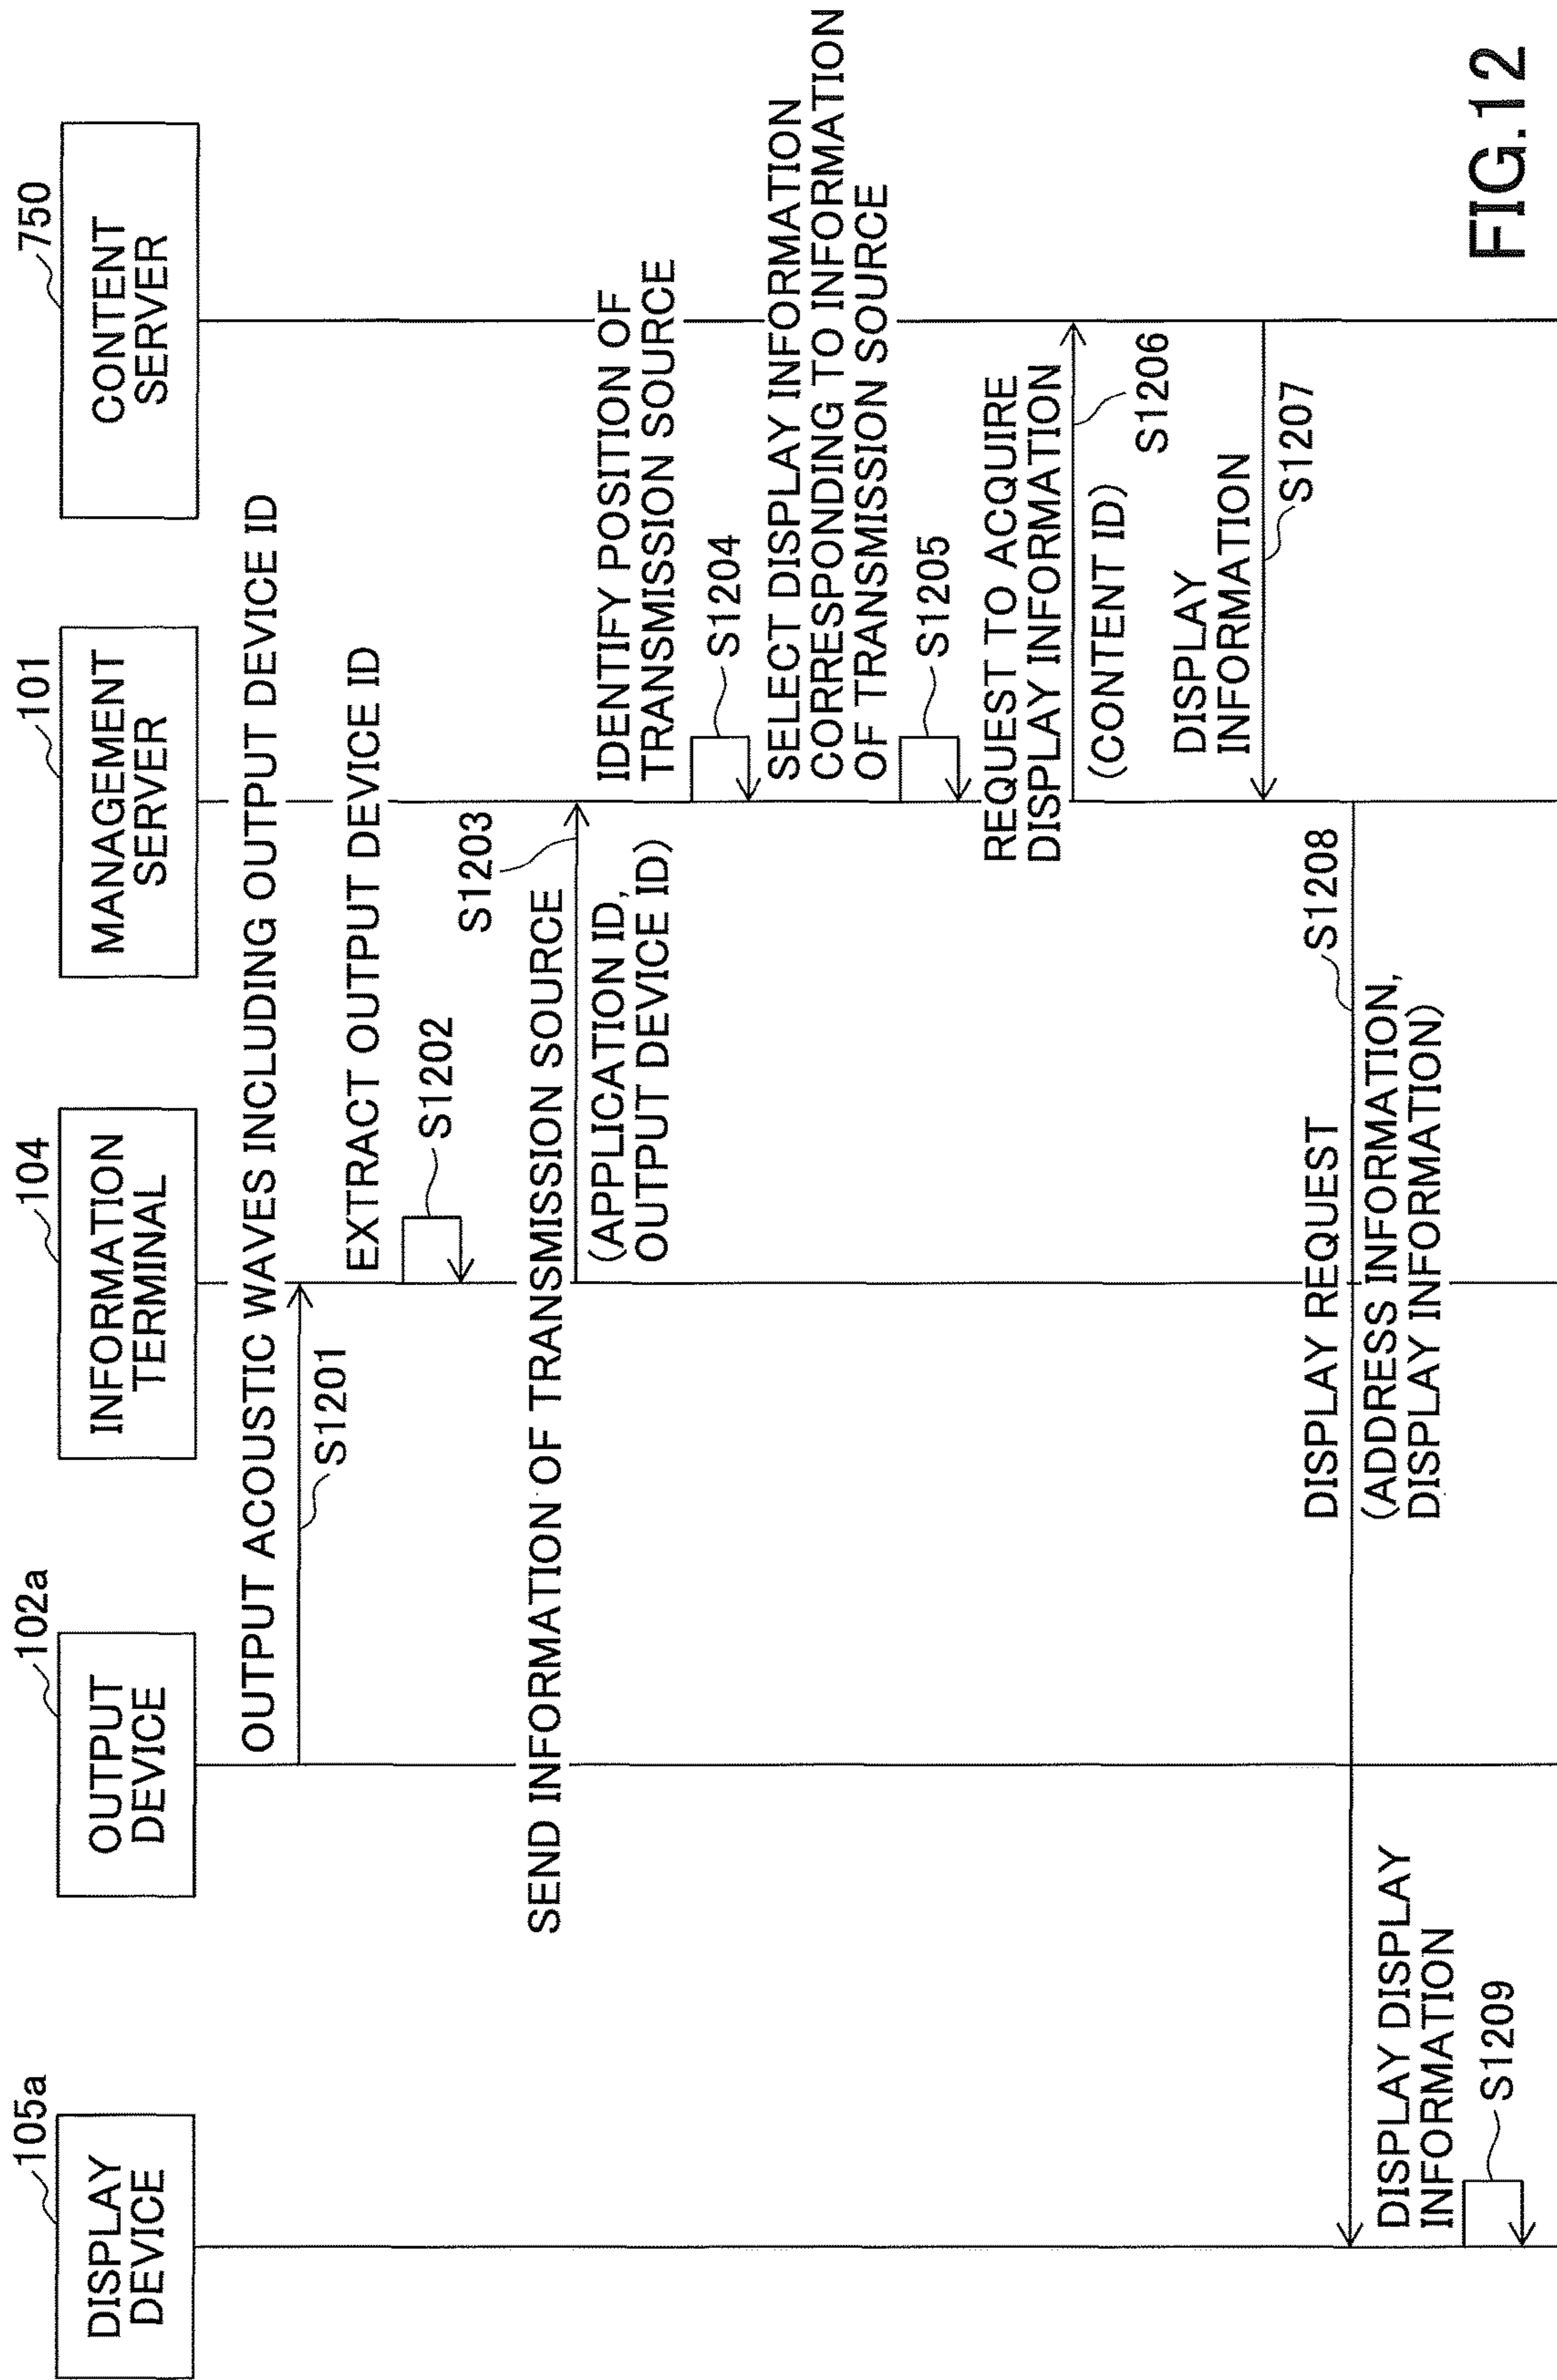 105a
DISPLAY
DEVICE
102a
OUTPUT
DEVICE
104
INFORMATION
TERMINAL
101
MANAGEMENT
SERVER
750
CONTENT
SERVER
OUTPUT ACOUSTIC WAVES INCLUDING OUTPUT DEVICE ID
S1201
EXTRACT OUTPUT DEVICE ID
S1202
SEND INFORMATION OF TRANSMISSION SOURCE
S1203
(APPLICATION ID,
OUTPUT DEVICE ID)
IDENTIFY POSITION OF
TRANSMISSION SOURCE
S1204
SELECT DISPLAY INFORMATION
CORRESPONDING TO INFORMATION
OF TRANSMISSION SOURCE
S1205
REQUEST TO ACQUIRE
DISPLAY INFORMATION
(CONTENT ID)
S1206
DISPLAY
INFORMATION
S1207
DISPLAY REQUEST
S1208
(ADDRESS INFORMATION,
DISPLAY INFORMATION)
DISPLAY DISPLAY
INFORMATION
S1209
FIG.12